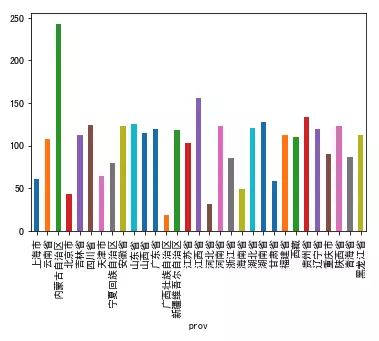 250
200
150
100
50
0
上海市
云南省
内蒙古自治区
北京市
吉林省
四川省
天津市
宁夏回族自治区
安徽省
山东省
山西省
广东省
广西壮族自治区
新疆维吾尔自治区
江苏省
江西省
河北省
河南省
浙江省
海南省
湖北省
湖南省
甘肃省
福建省
西藏
贵州省
辽宁省
重庆市
陕西省
青海省
黑龙江省
prov